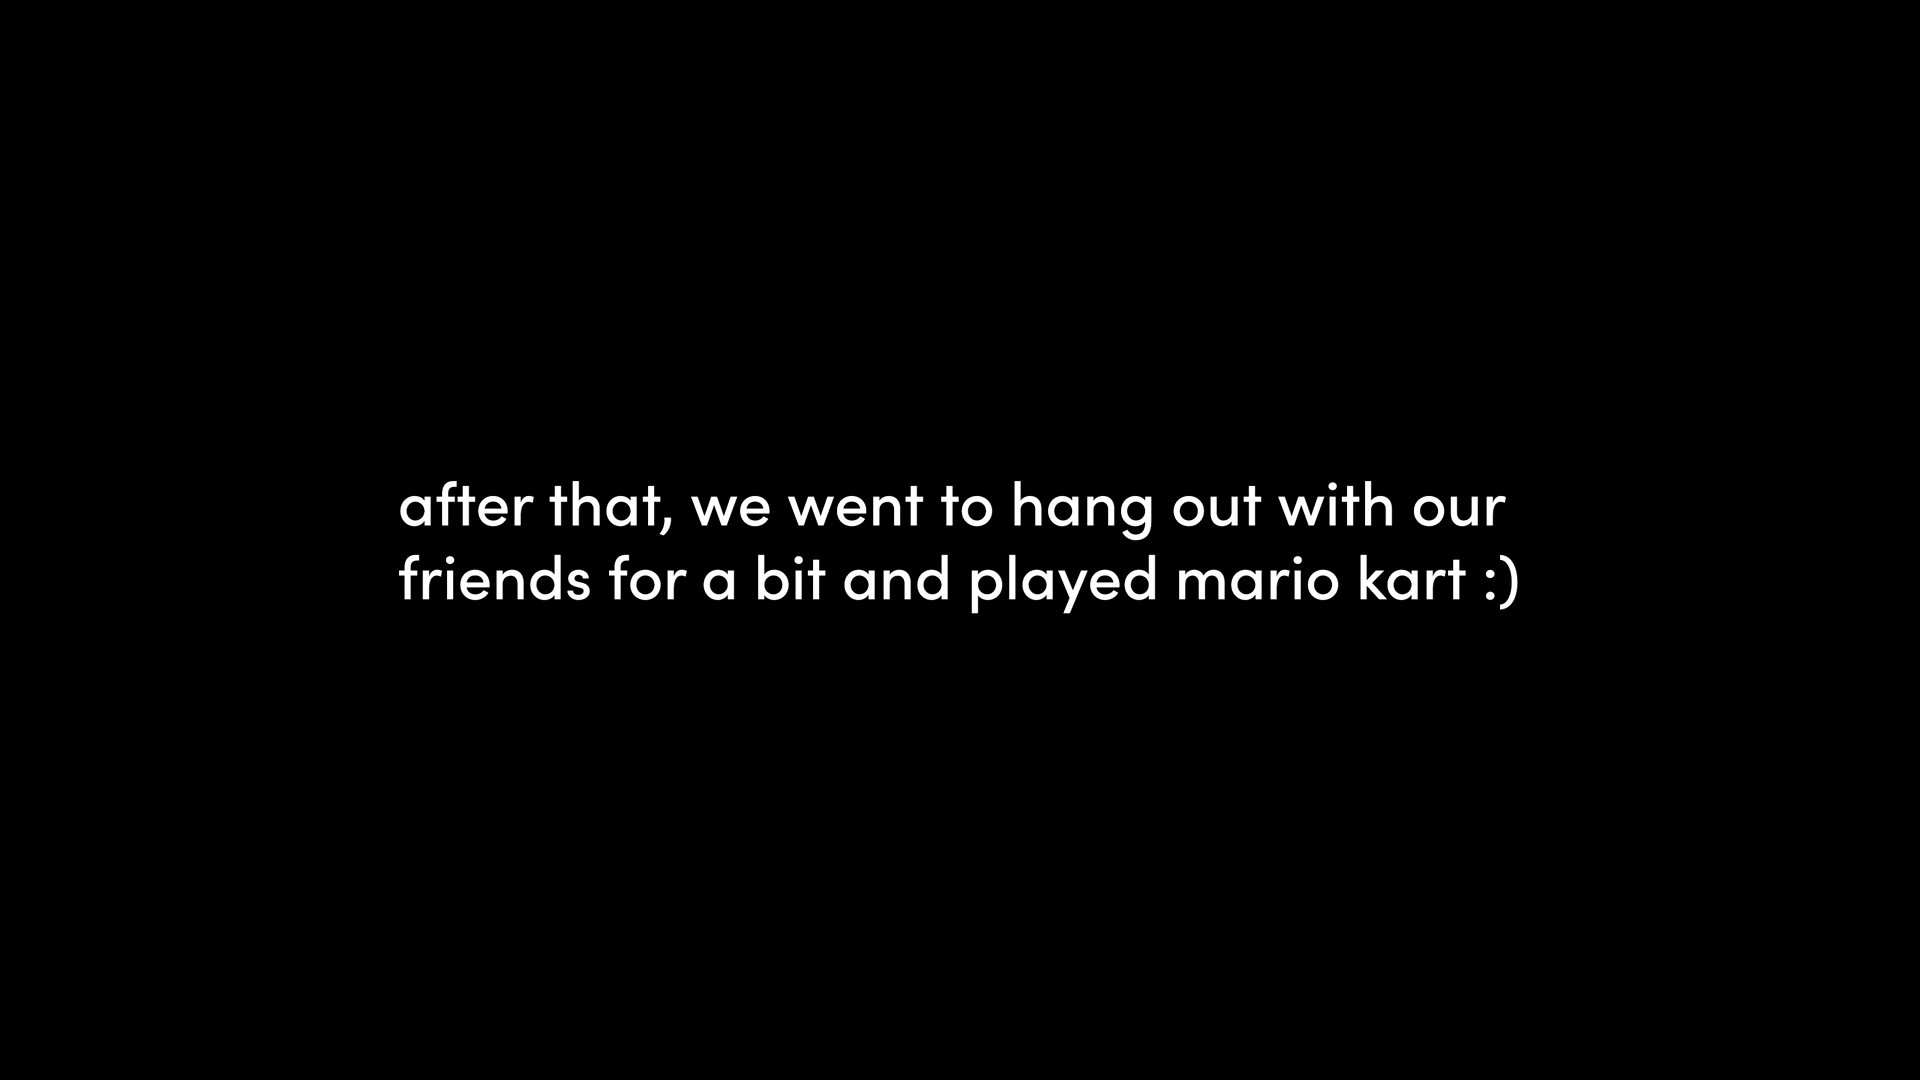 after that, we went to hang out with our
friends for a bit and played mario kart :)